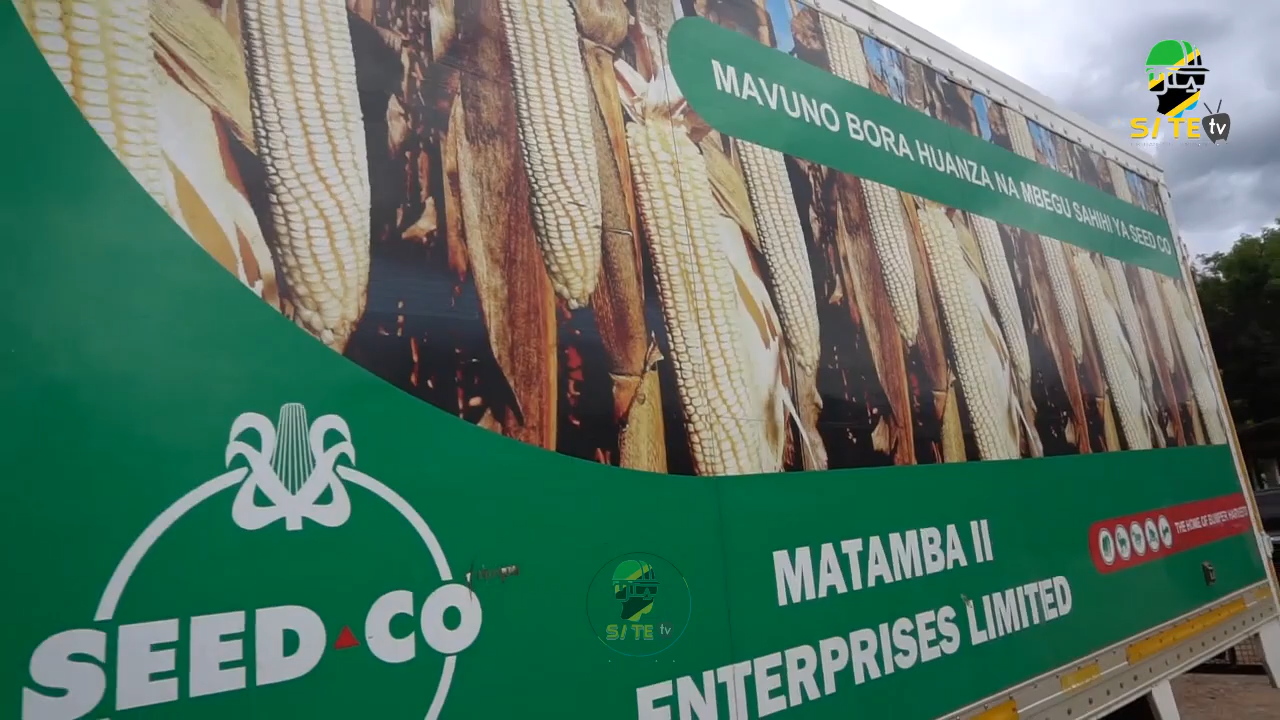 SITE tv
MAVUNO BORA HUANZA NA MBEGU SAHIHI YA SEED CO
THE HOME OF BUMPER HARVESTS
MATAMBA II
ENTERPRISES LIMITED
SEED CO
SITE tv